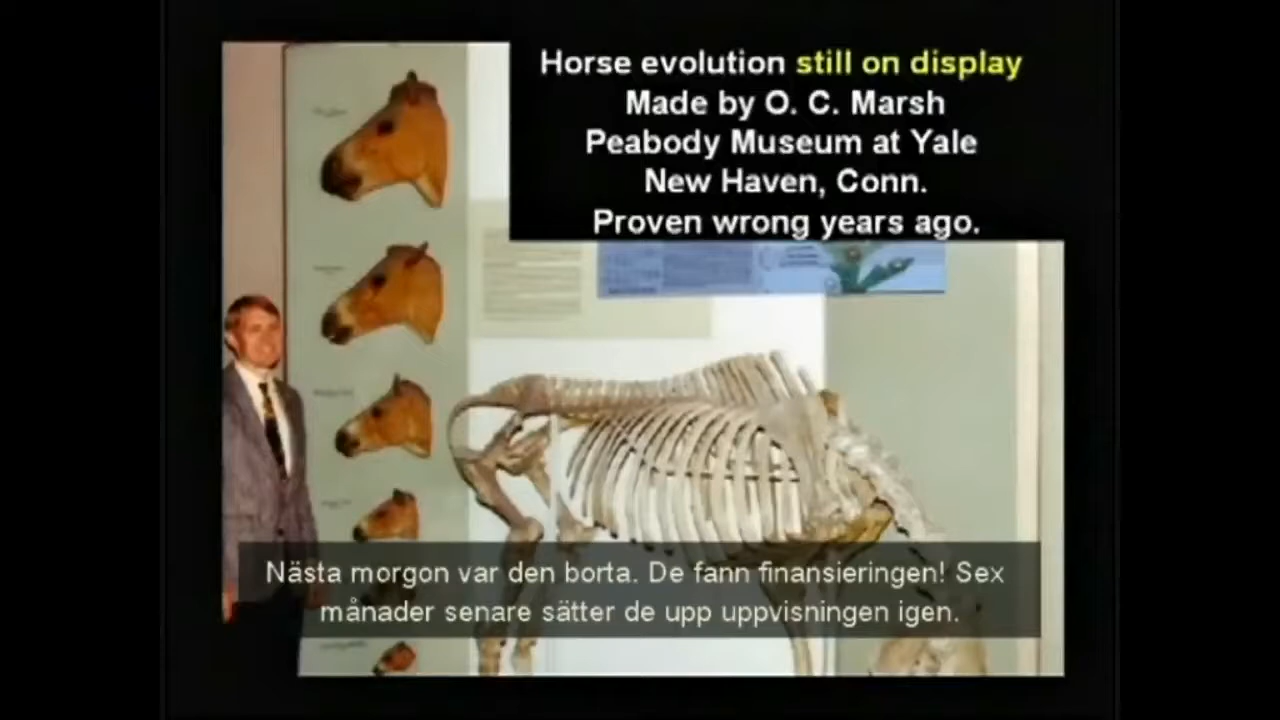 Horse evolution still on display
Made by O. C. Marsh
Peabody Museum at Yale
New Haven, Conn.
Proven wrong years ago.
Nästa morgon var den borta. De fann finansieringen! Sex
månader senare sätter de upp uppvisningen igen.